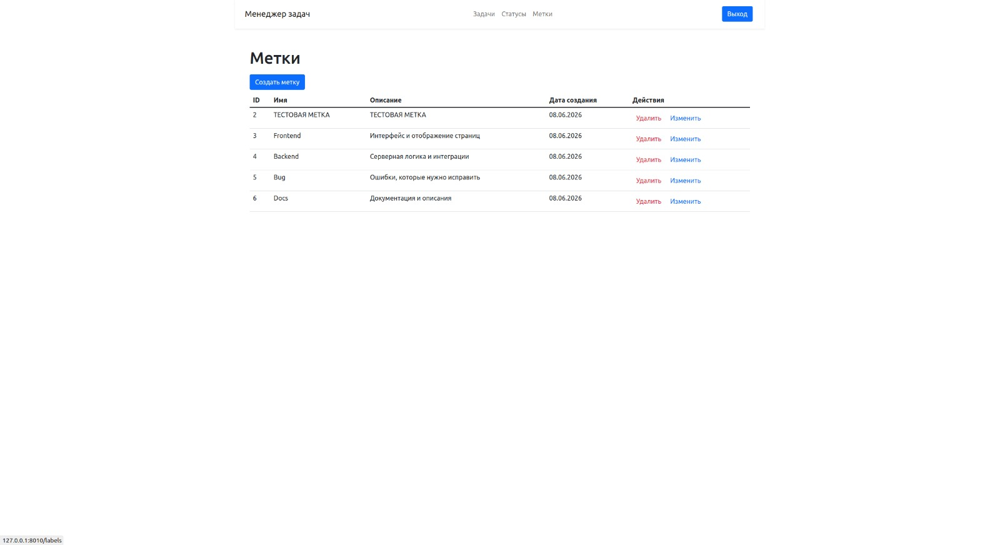 Менеджер задач Задачи Статусы Метки Выход
Метки
Создать метку
ID Имя Описание Дата создания Действия
2 ТЕСТОВАЯ МЕТКА ТЕСТОВАЯ МЕТКА 08.06.2026 Удалить Изменить
3 Frontend Интерфейс и отображение страниц 08.06.2026 Удалить Изменить
4 Backend Серверная логика и интеграции 08.06.2026 Удалить Изменить
5 Bug Ошибки, которые нужно исправить 08.06.2026 Удалить Изменить
6 Docs Документация и описания 08.06.2026 Удалить Изменить
127.0.0.1:8010/labels